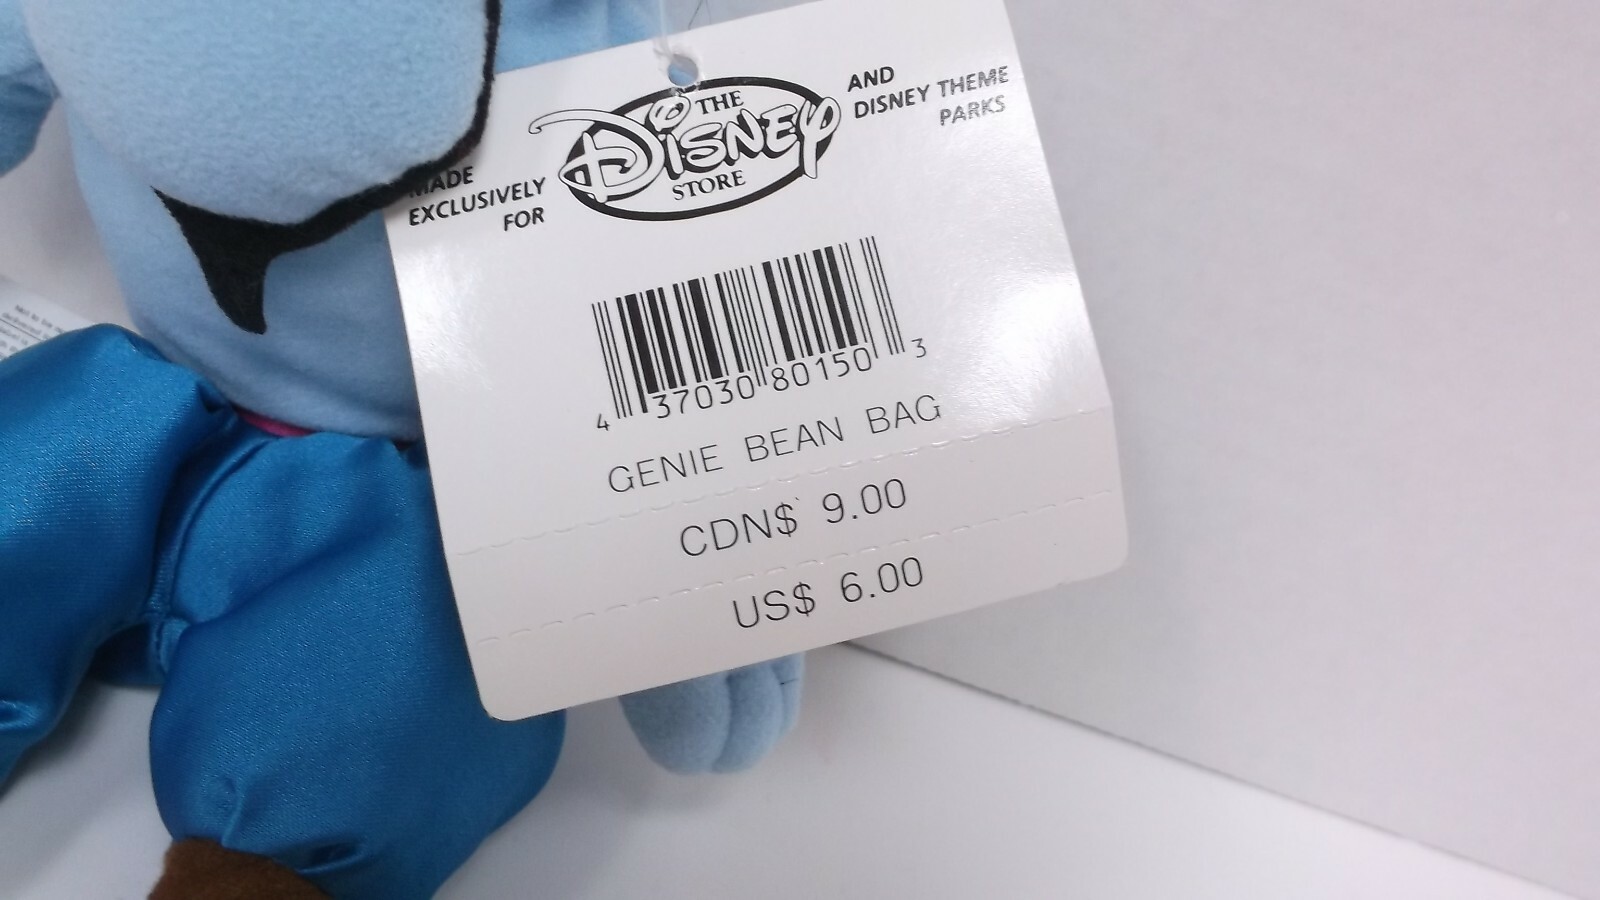 THE
DISNEY
STORE
AND
DISNEY THEME
PARKS
MADE
EXCLUSIVELY
FOR
4 37030 80150 3
GENIE BEAN BAG
CDN$ 9.00
US$ 6.00